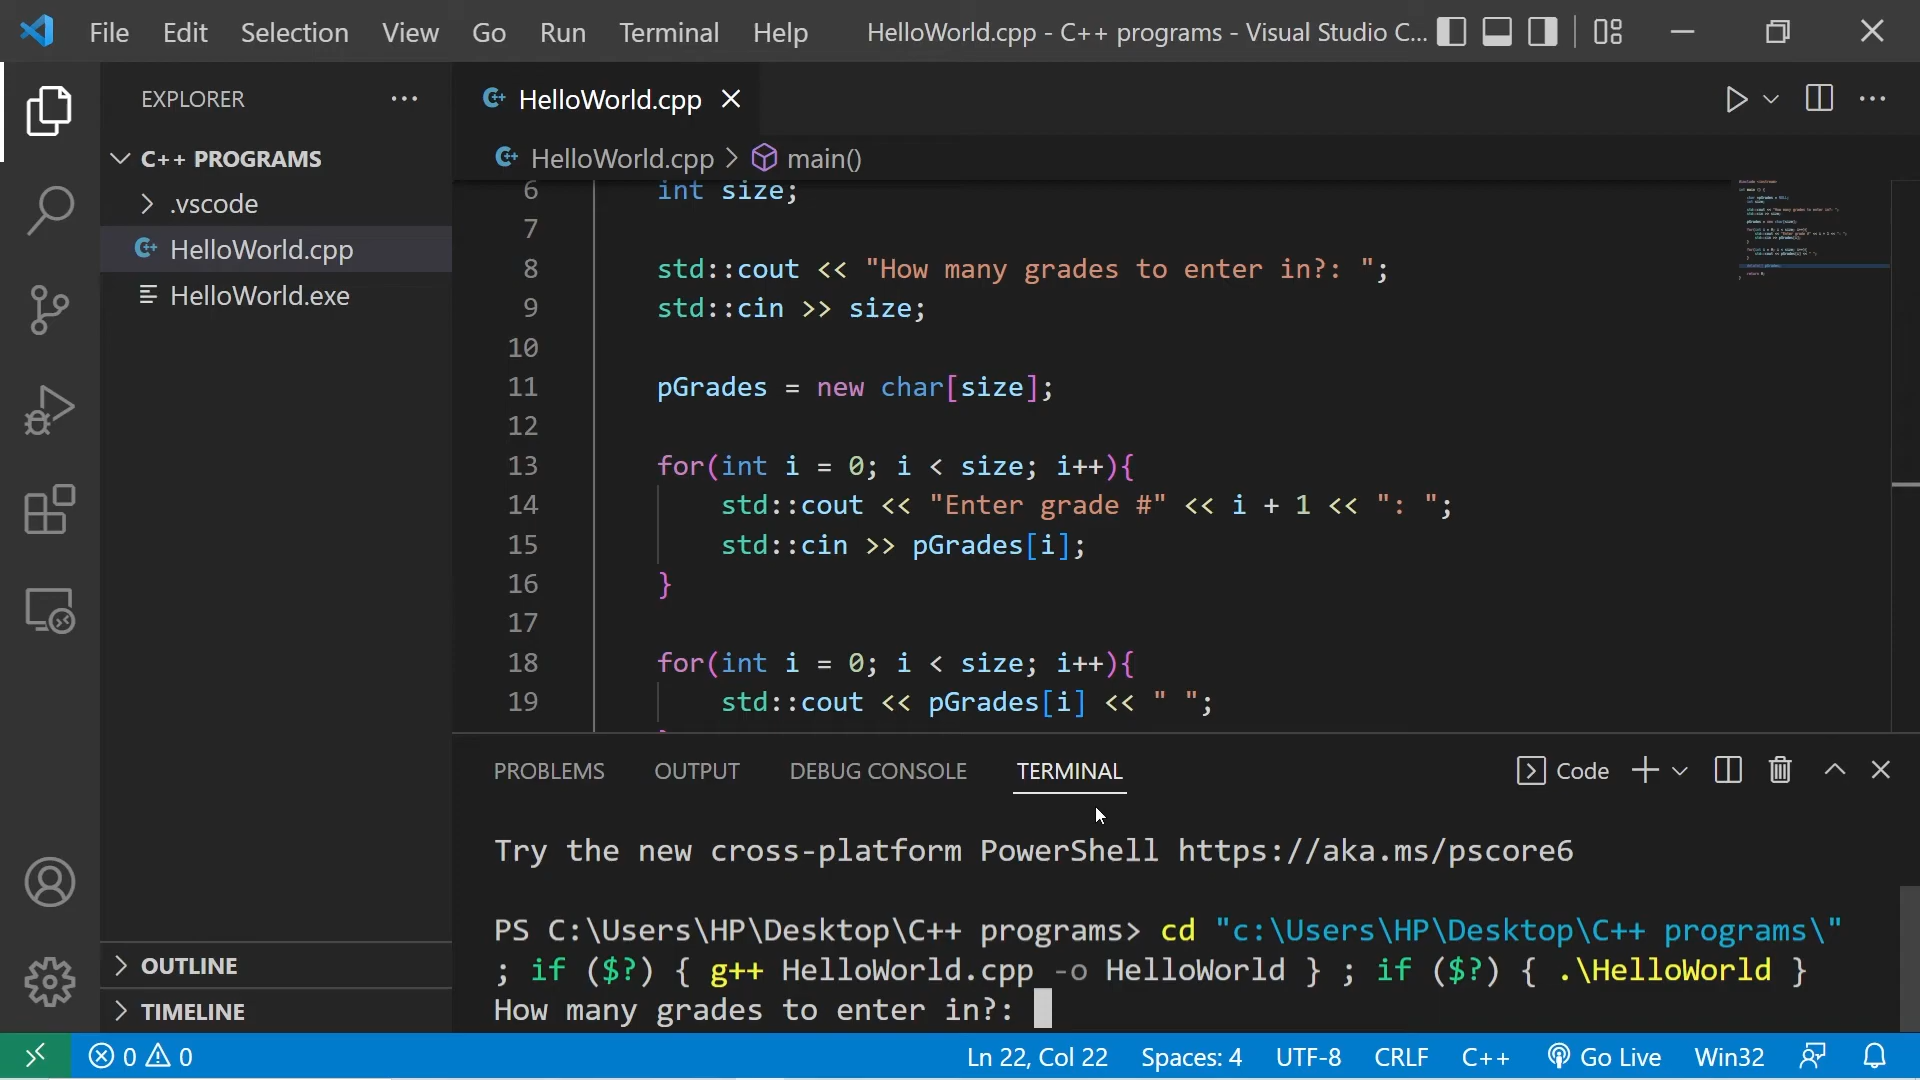 File Edit Selection View Go Run Terminal Help HelloWorld.cpp - C++ programs - Visual Studio C...
EXPLORER
C++ PROGRAMS
.vscode
HelloWorld.cpp
HelloWorld.exe
OUTLINE
TIMELINE
HelloWorld.cpp
HelloWorld.cpp > main()
6 int size;
7
8 std::cout << "How many grades to enter in?: ";
9 std::cin >> size;
10
11 pGrades = new char[size];
12
13 for(int i = 0; i < size; i++){
14 std::cout << "Enter grade #" << i + 1 << ": ";
15 std::cin >> pGrades[i];
16 }
17
18 for(int i = 0; i < size; i++){
19 std::cout << pGrades[i] << " ";
PROBLEMS OUTPUT DEBUG CONSOLE TERMINAL Code
Try the new cross-platform PowerShell https://aka.ms/pscore6
PS C:\Users\HP\Desktop\C++ programs> cd "c:\Users\HP\Desktop\C++ programs\"
; if ($?) { g++ HelloWorld.cpp -o HelloWorld } ; if ($?) { .\HelloWorld }
How many grades to enter in?:
0 0 Ln 22, Col 22 Spaces: 4 UTF-8 CRLF C++ Go Live Win32